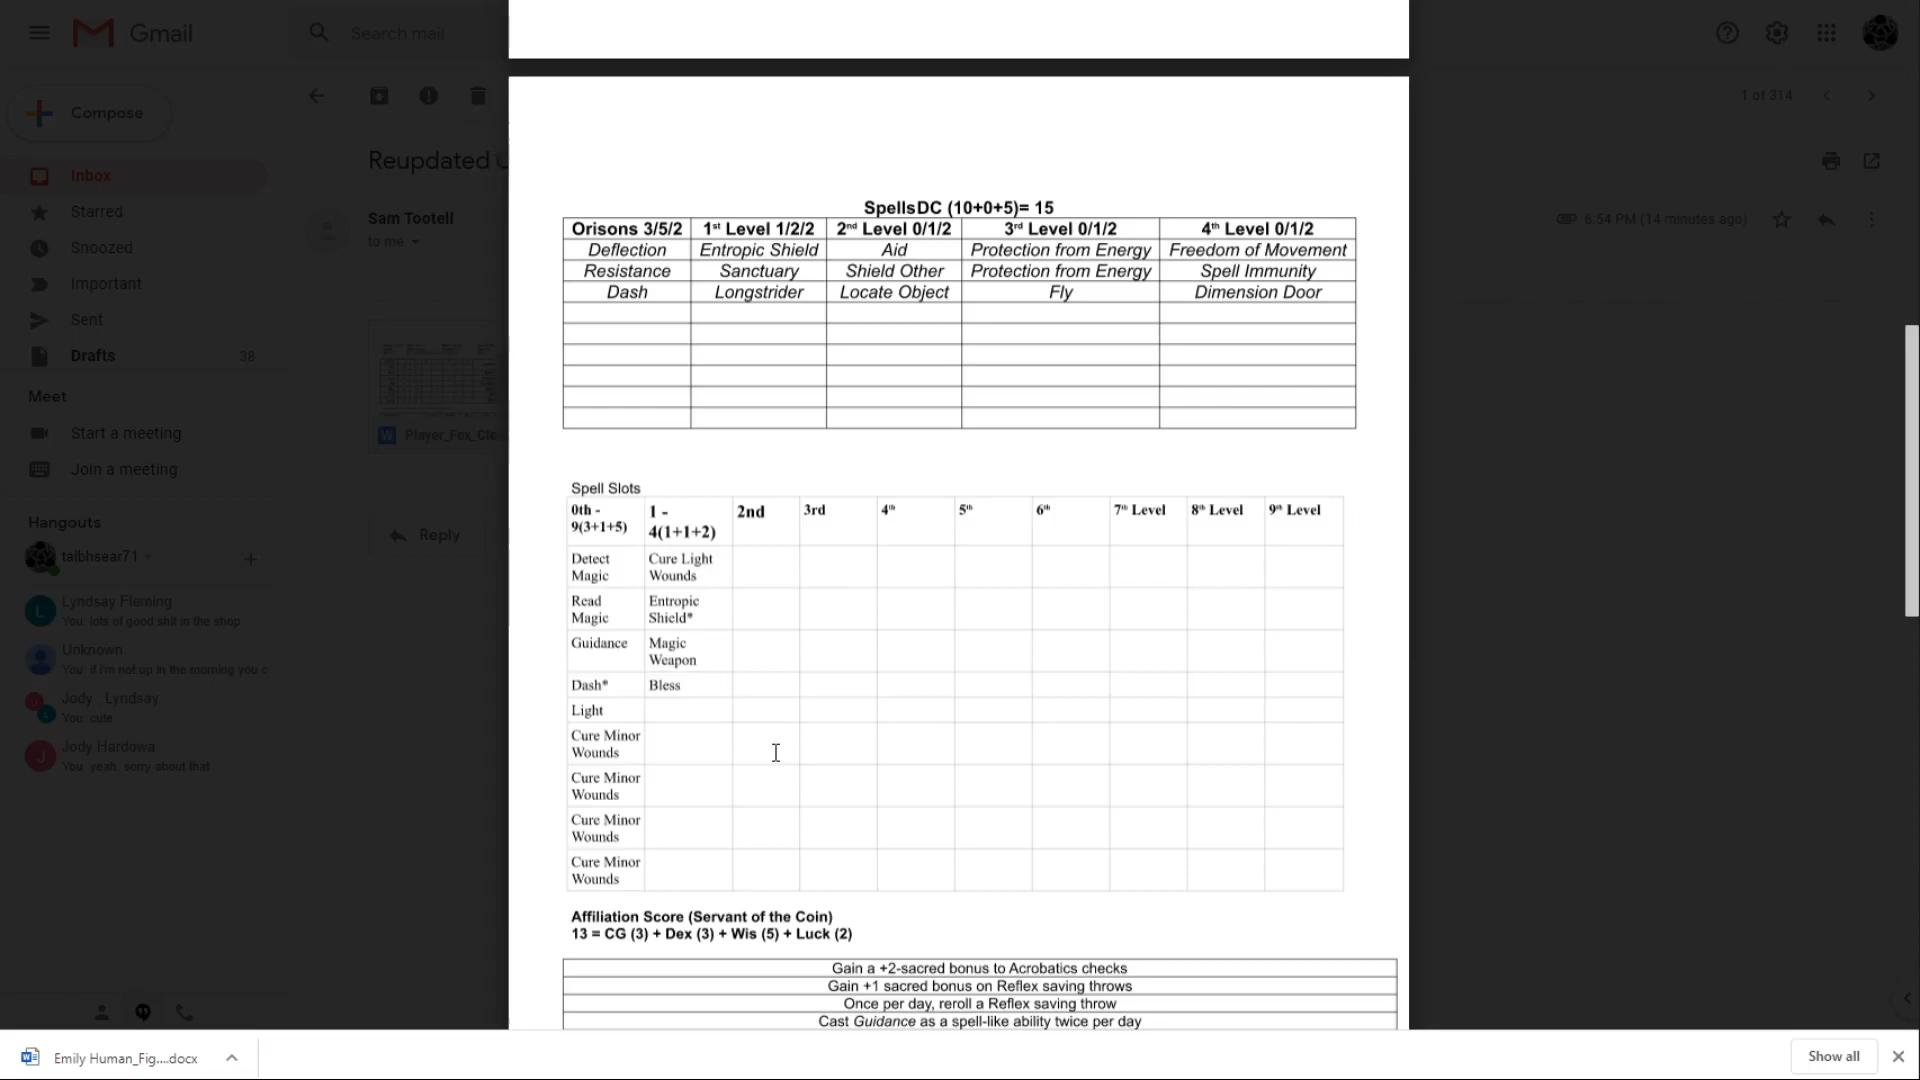 Gmail
Search mail
Compose
1 of 314
Inbox
Reupdated
Starred
Sam Tootell
6:54 PM (14 minutes ago)
to me
Snoozed
Important
Sent
Drafts 38
Meet
Start a meeting
Player_Fox_Cle
Join a meeting
Hangouts
Reply
talbhsear71
Lyndsay Fleming
You: lots of good shit in the shop
Unknown
You: if i'm not up in the morning you c
Jody , Lyndsay
You: cute
Jody Hardowa
You: yeah. sorry about that
Spells DC (10+0+5)= 15
Orisons 3/5/2 1st Level 1/2/2 2nd Level 0/1/2 3rd Level 0/1/2 4th Level 0/1/2
Deflection Entropic Shield Aid Protection from Energy Freedom of Movement
Resistance Sanctuary Shield Other Protection from Energy Spell Immunity
Dash Longstrider Locate Object Fly Dimension Door
Spell Slots
0th - 9(3+1+5) 1 - 4(1+1+2) 2nd 3rd 4th 5th 6th 7th Level 8th Level 9th Level
Detect Magic Cure Light Wounds
Read Magic Entropic Shield*
Guidance Magic Weapon
Dash* Bless
Light
Cure Minor Wounds
Cure Minor Wounds
Cure Minor Wounds
Cure Minor Wounds
Affiliation Score (Servant of the Coin)
13 = CG (3) + Dex (3) + Wis (5) + Luck (2)
Gain a +2-sacred bonus to Acrobatics checks
Gain +1 sacred bonus on Reflex saving throws
Once per day, reroll a Reflex saving throw
Cast Guidance as a spell-like ability twice per day
Emily Human_Fig....docx
Show all